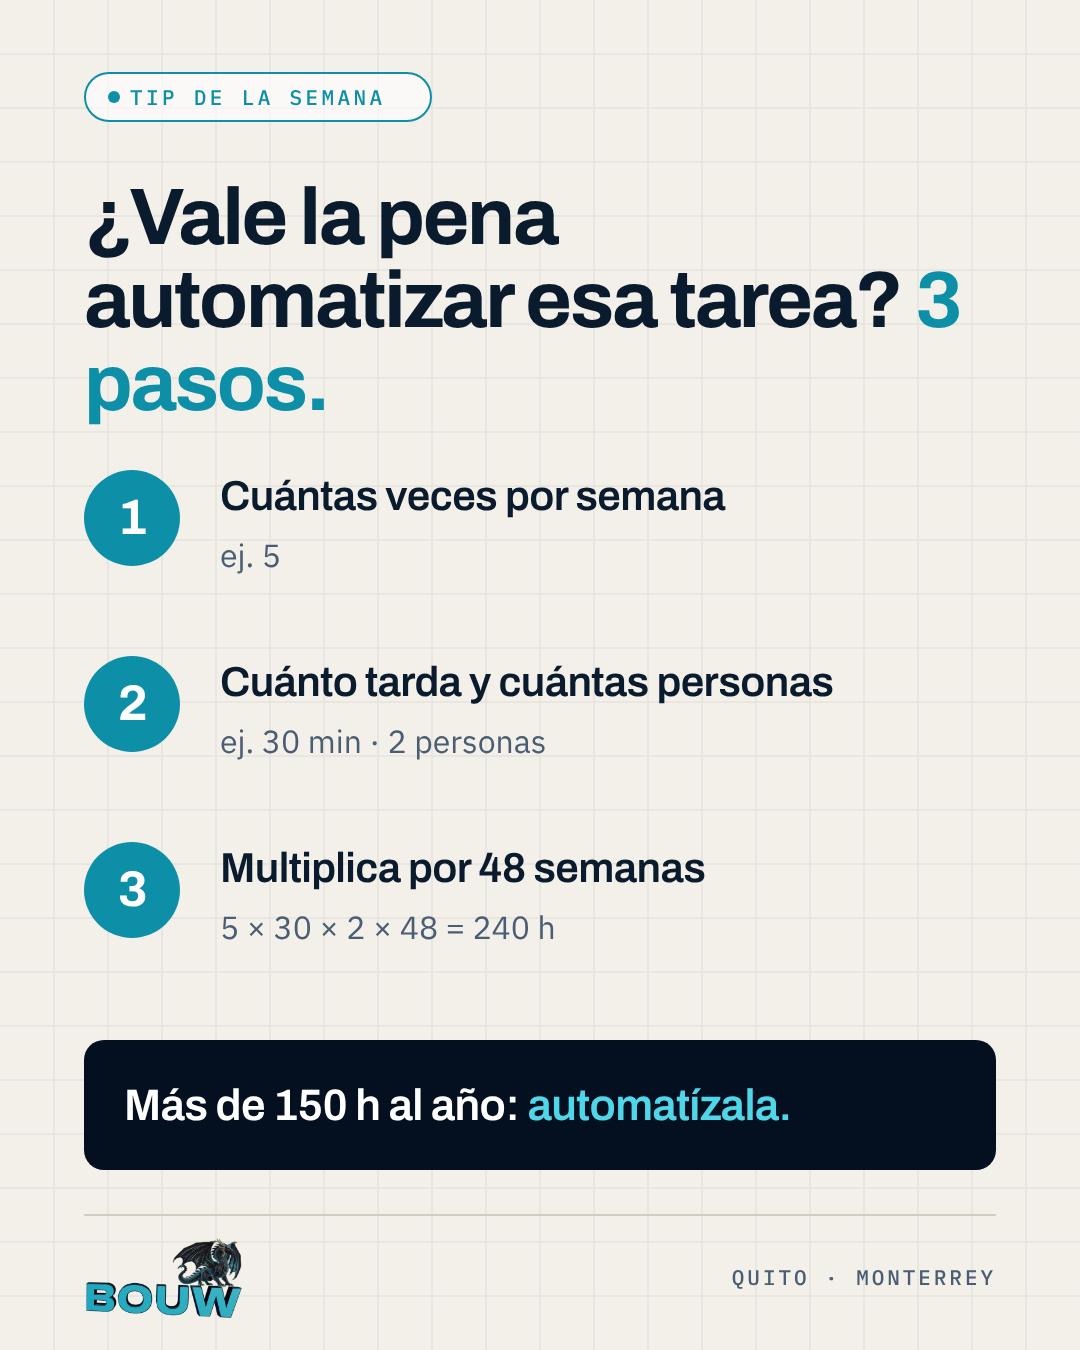 TIP DE LA SEMANA
¿Vale la pena
automatizar esa tarea? 3
pasos.
1
Cuántas veces por semana
ej. 5
2
Cuánto tarda y cuántas personas
ej. 30 min · 2 personas
3
Multiplica por 48 semanas
5 × 30 × 2 × 48 = 240 h
Más de 150 h al año: automatízala.
BOUW
QUITO · MONTERREY